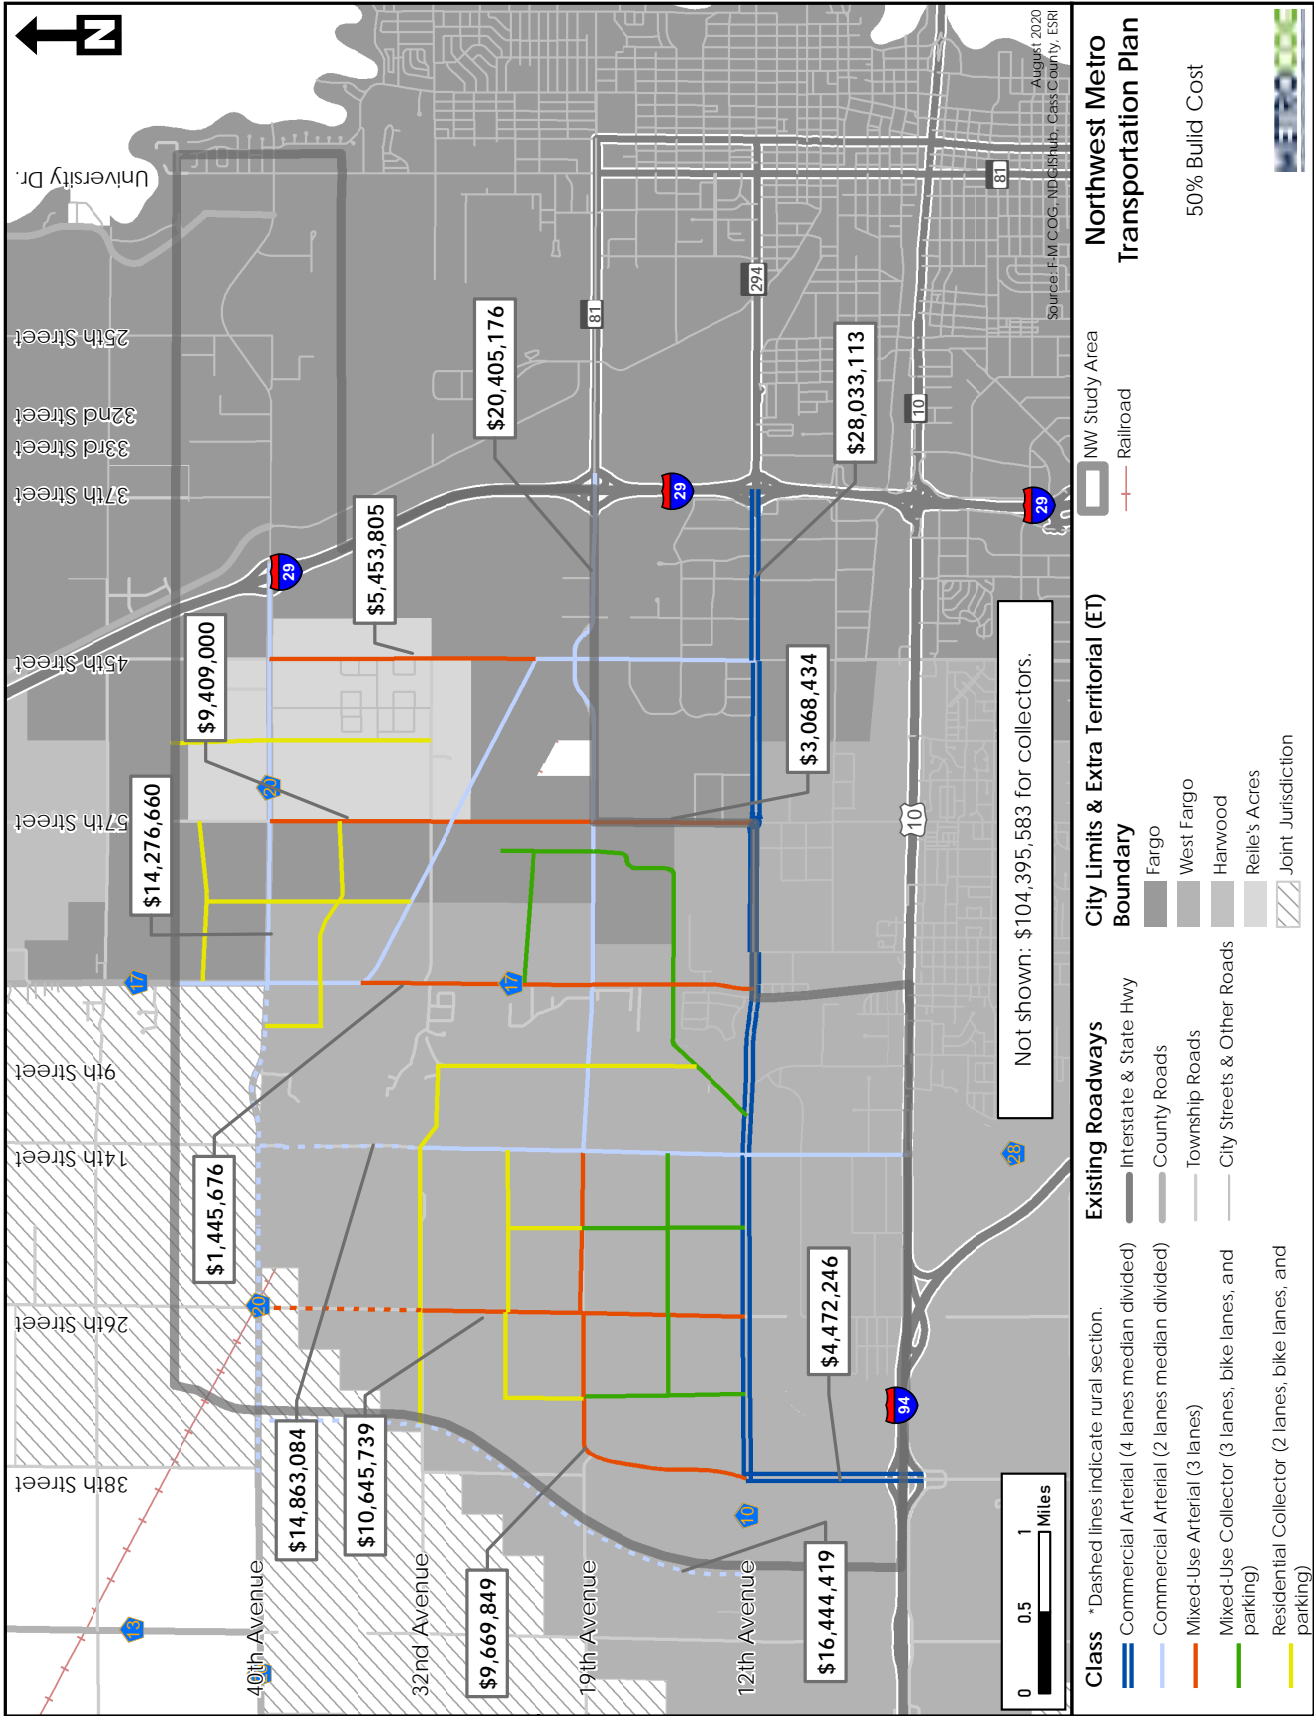 N
University Dr.
25th Street
32nd Street
33rd Street
37th Street
45th Street
57th Street
9th Street
14th Street
26th Street
38th Street
40th Avenue
32nd Avenue
19th Avenue
12th Avenue
$14,276,660
$9,409,000
$5,453,805
$20,405,176
$28,033,113
$3,068,434
$1,445,676
$14,863,084
$10,645,739
$9,669,849
$16,444,419
$4,472,246
13
17
20
20
17
10
28
29
29
29
94
81
81
294
10
10
Not shown: $104,395,583 for collectors.
0 0.5 1
Miles
August 2020
Source: F-M COG, NDGIShub, Cass County, ESRI
Class *Dashed lines indicate rural section.
Commercial Arterial (4 lanes median divided)
Commercial Arterial (2 lanes median divided)
Mixed-Use Arterial (3 lanes)
Mixed-Use Collector (3 lanes, bike lanes, and
parking)
Residential Collector (2 lanes, bike lanes, and
parking)
Existing Roadways
Interstate & State Hwy
County Roads
Township Roads
City Streets & Other Roads
City Limits & Extra Territorial (ET)
Boundary
Fargo
West Fargo
Harwood
Reile's Acres
Joint Jurisdiction
NW Study Area
Railroad
Northwest Metro
Transportation Plan
50% Build Cost
METROCOG